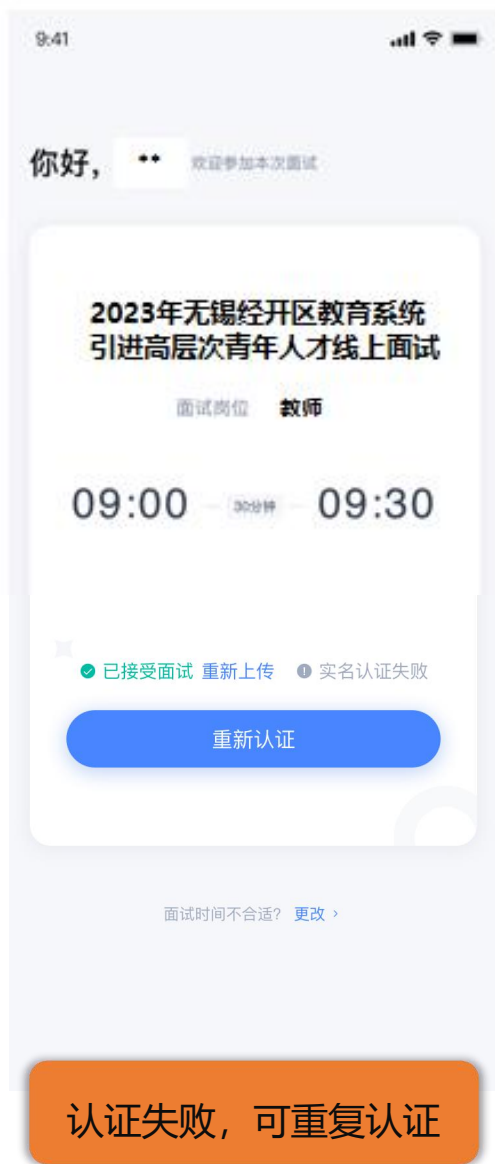 9:41
你好， ** 欢迎参加本次面试
2023年无锡经开区教育系统
引进高层次青年人才线上面试
面试岗位 教师
09:00 30分钟 09:30
已接受面试 重新上传 实名认证失败
重新认证
面试时间不合适? 更改 >
认证失败，可重复认证